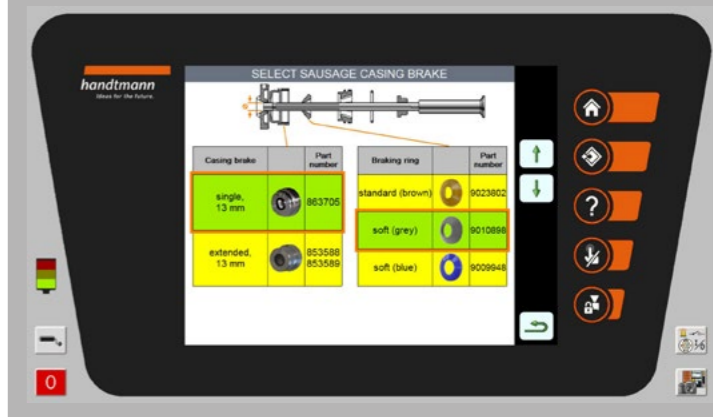 handtmann
Ideas for the future.
SELECT SAUSAGE CASING BRAKE
Casing brake
Part
number
single,
13 mm
863705
extended,
13 mm
853588
853589
Braking ring
Part
number
standard (brown)
9023802
soft (grey)
9010898
soft (blue)
9009948
?
0